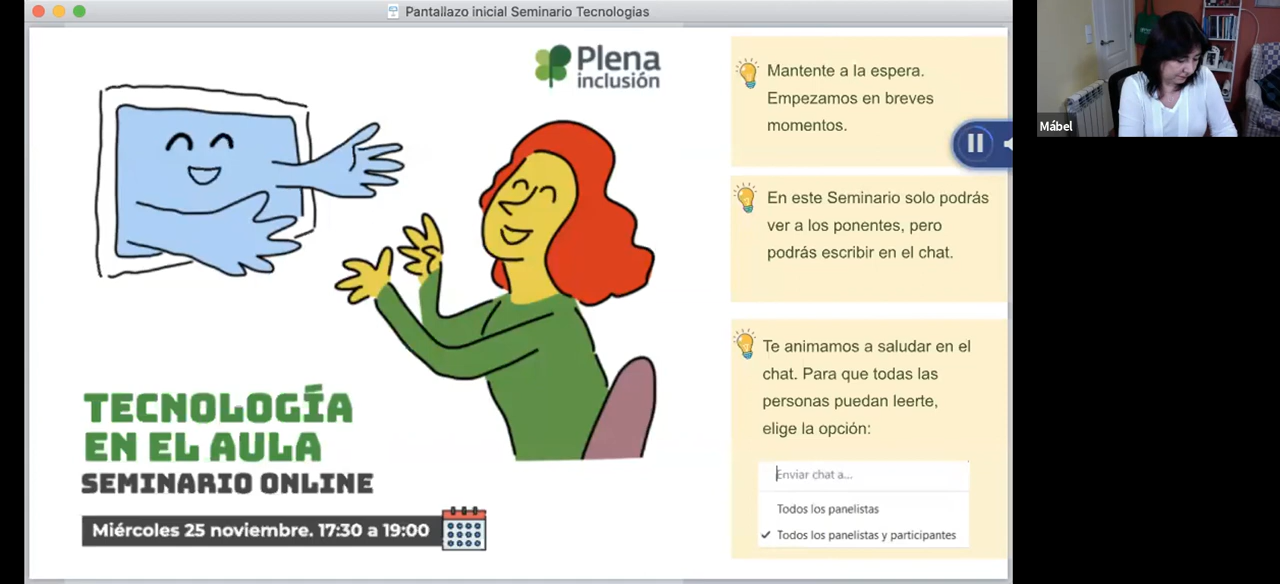 Pantallazo inicial Seminario Tecnologias
Plena
inclusión
Mantente a la espera.
Empezamos en breves
momentos.
Mábel
En este Seminario solo podrás
ver a los ponentes, pero
podrás escribir en el chat.
Te animamos a saludar en el
chat. Para que todas las
personas puedan leerte,
elige la opción:
Enviar chat a...
Todos los panelistas
Todos los panelistas y participantes
TECNOLOGÍA
EN EL AULA
SEMINARIO ONLINE
Miércoles 25 noviembre. 17:30 a 19:00